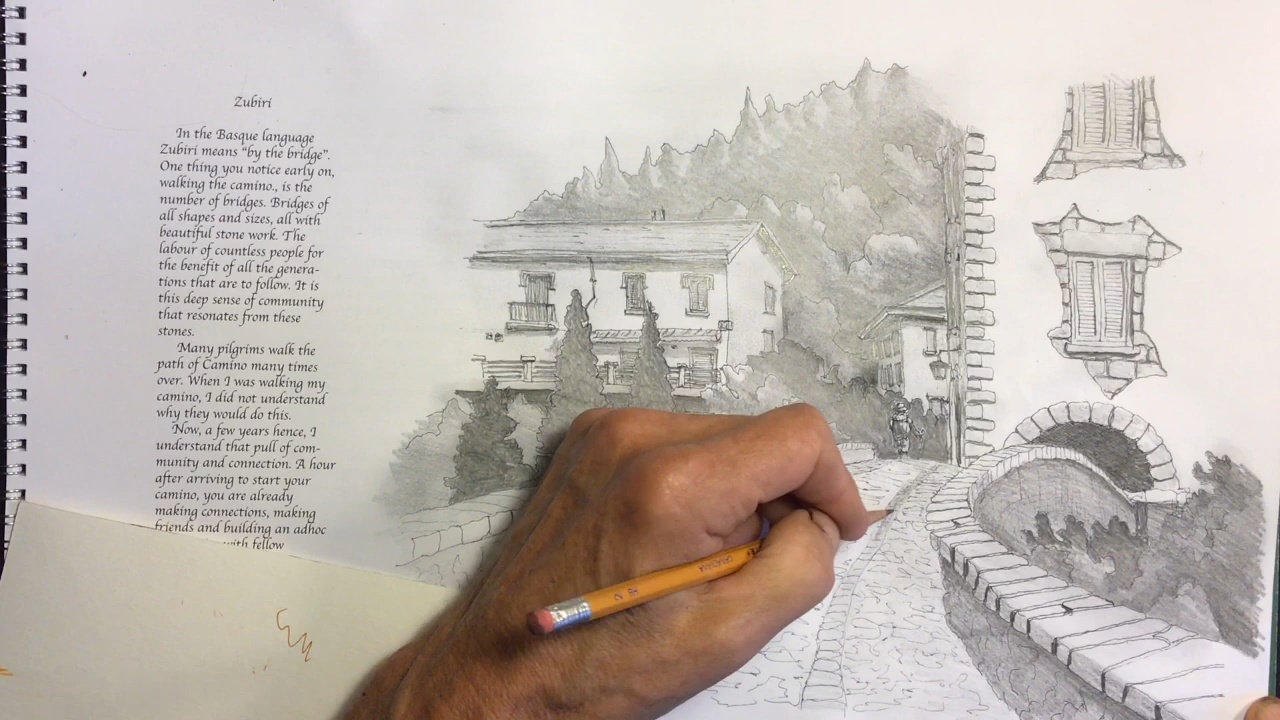 Zubiri
In the Basque language
Zubiri means "by the bridge".
One thing you notice early on,
walking the camino., is the
number of bridges. Bridges of
all shapes and sizes, all with
beautiful stone work. The
labour of countless people for
the benefit of all the genera-
tions that are to follow. It is
this deep sense of community
that resonates from these
stones.
Many pilgrims walk the
path of Camino many times
over. When I was walking my
camino, I did not understand
why they would do this.
Now, a few years hence, I
understand that pull of com-
munity and connection. A hour
after arriving to start your
camino, you are already
making connections, making
friends and building an adhoc
with fellow